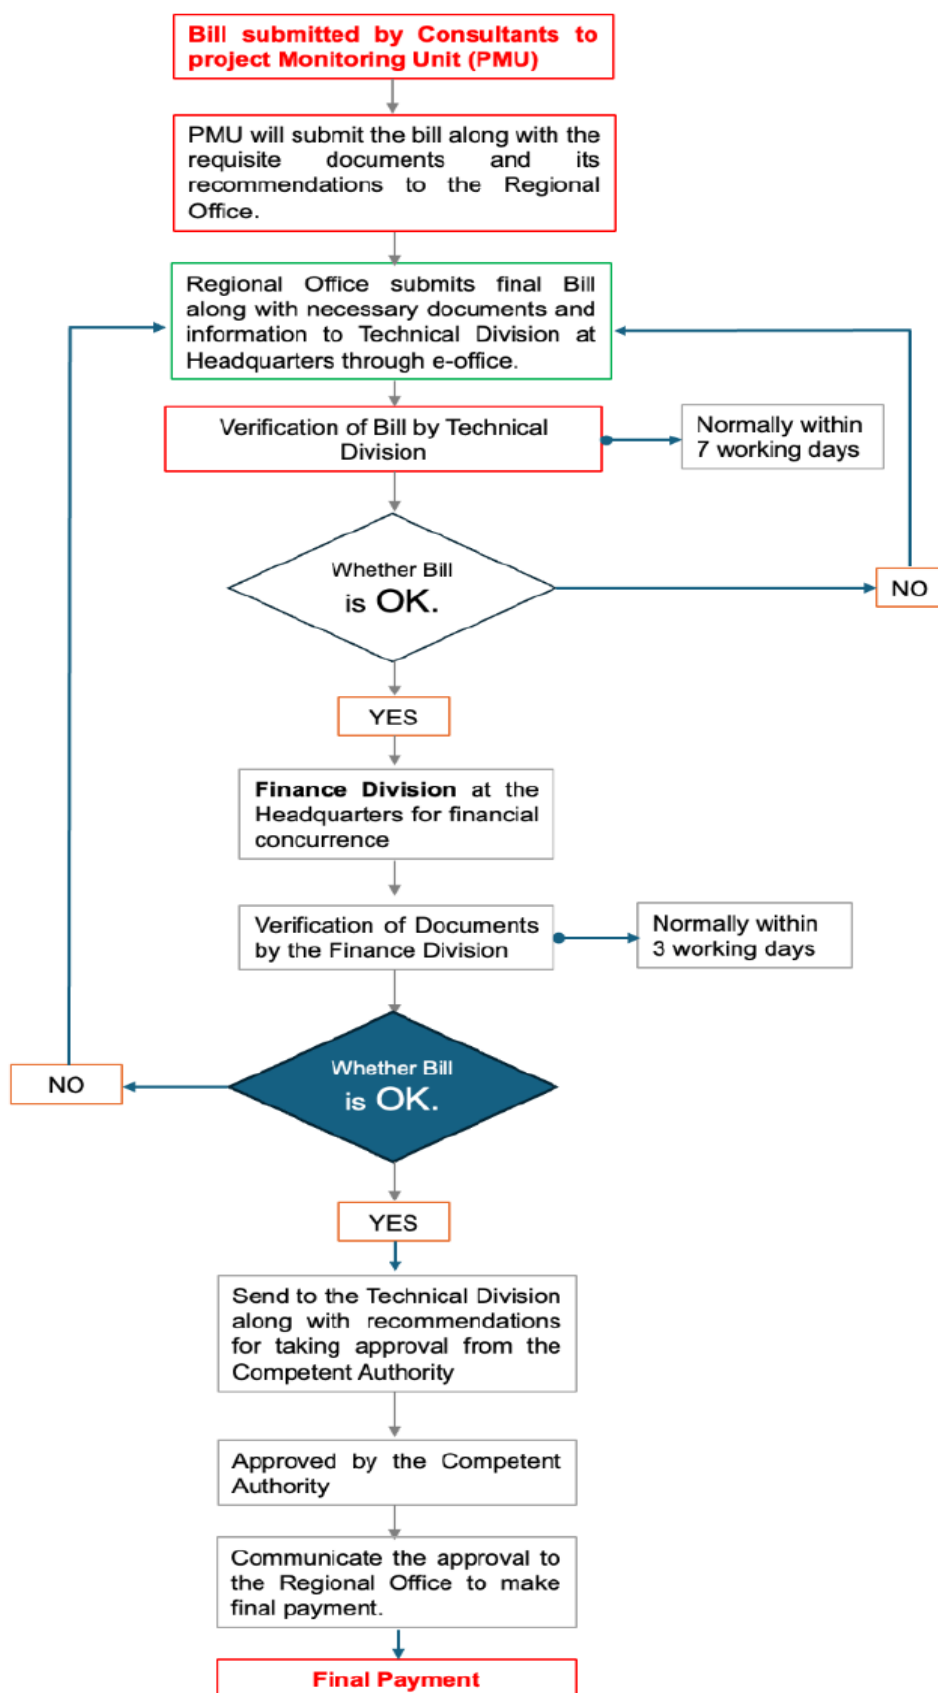 Bill submitted by Consultants to
project Monitoring Unit (PMU)
PMU will submit the bill along with the
requisite documents and its
recommendations to the Regional
Office.
Regional Office submits final Bill
along with necessary documents and
information to Technical Division at
Headquarters through e-office.
Verification of Bill by Technical
Division
Normally within
7 working days
Whether Bill
is OK.
NO
YES
Finance Division at the
Headquarters for financial
concurrence
Verification of Documents
by the Finance Division
Normally within
3 working days
Whether Bill
is OK.
NO
YES
Send to the Technical Division
along with recommendations
for taking approval from the
Competent Authority
Approved by the Competent
Authority
Communicate the approval to
the Regional Office to make
final payment.
Final Payment